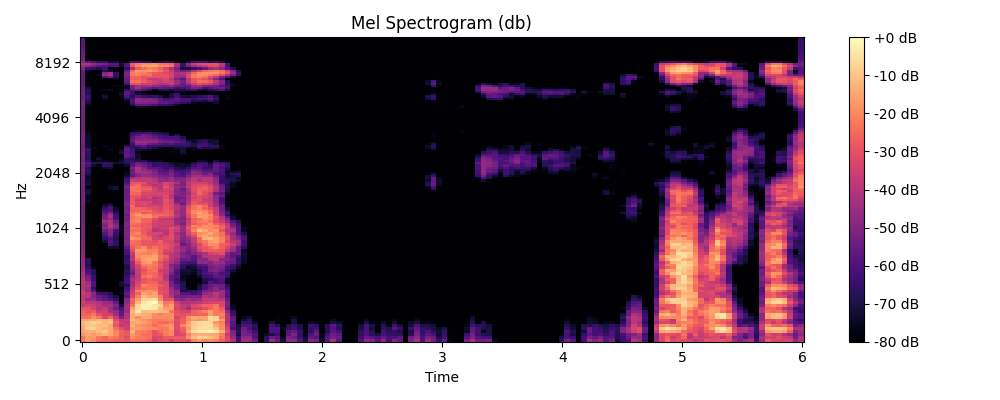 Mel Spectrogram (db)
Hz
8192
4096
2048
1024
512
0
0 1 2 3 4 5 6
Time
+0 dB
-10 dB
-20 dB
-30 dB
-40 dB
-50 dB
-60 dB
-70 dB
-80 dB